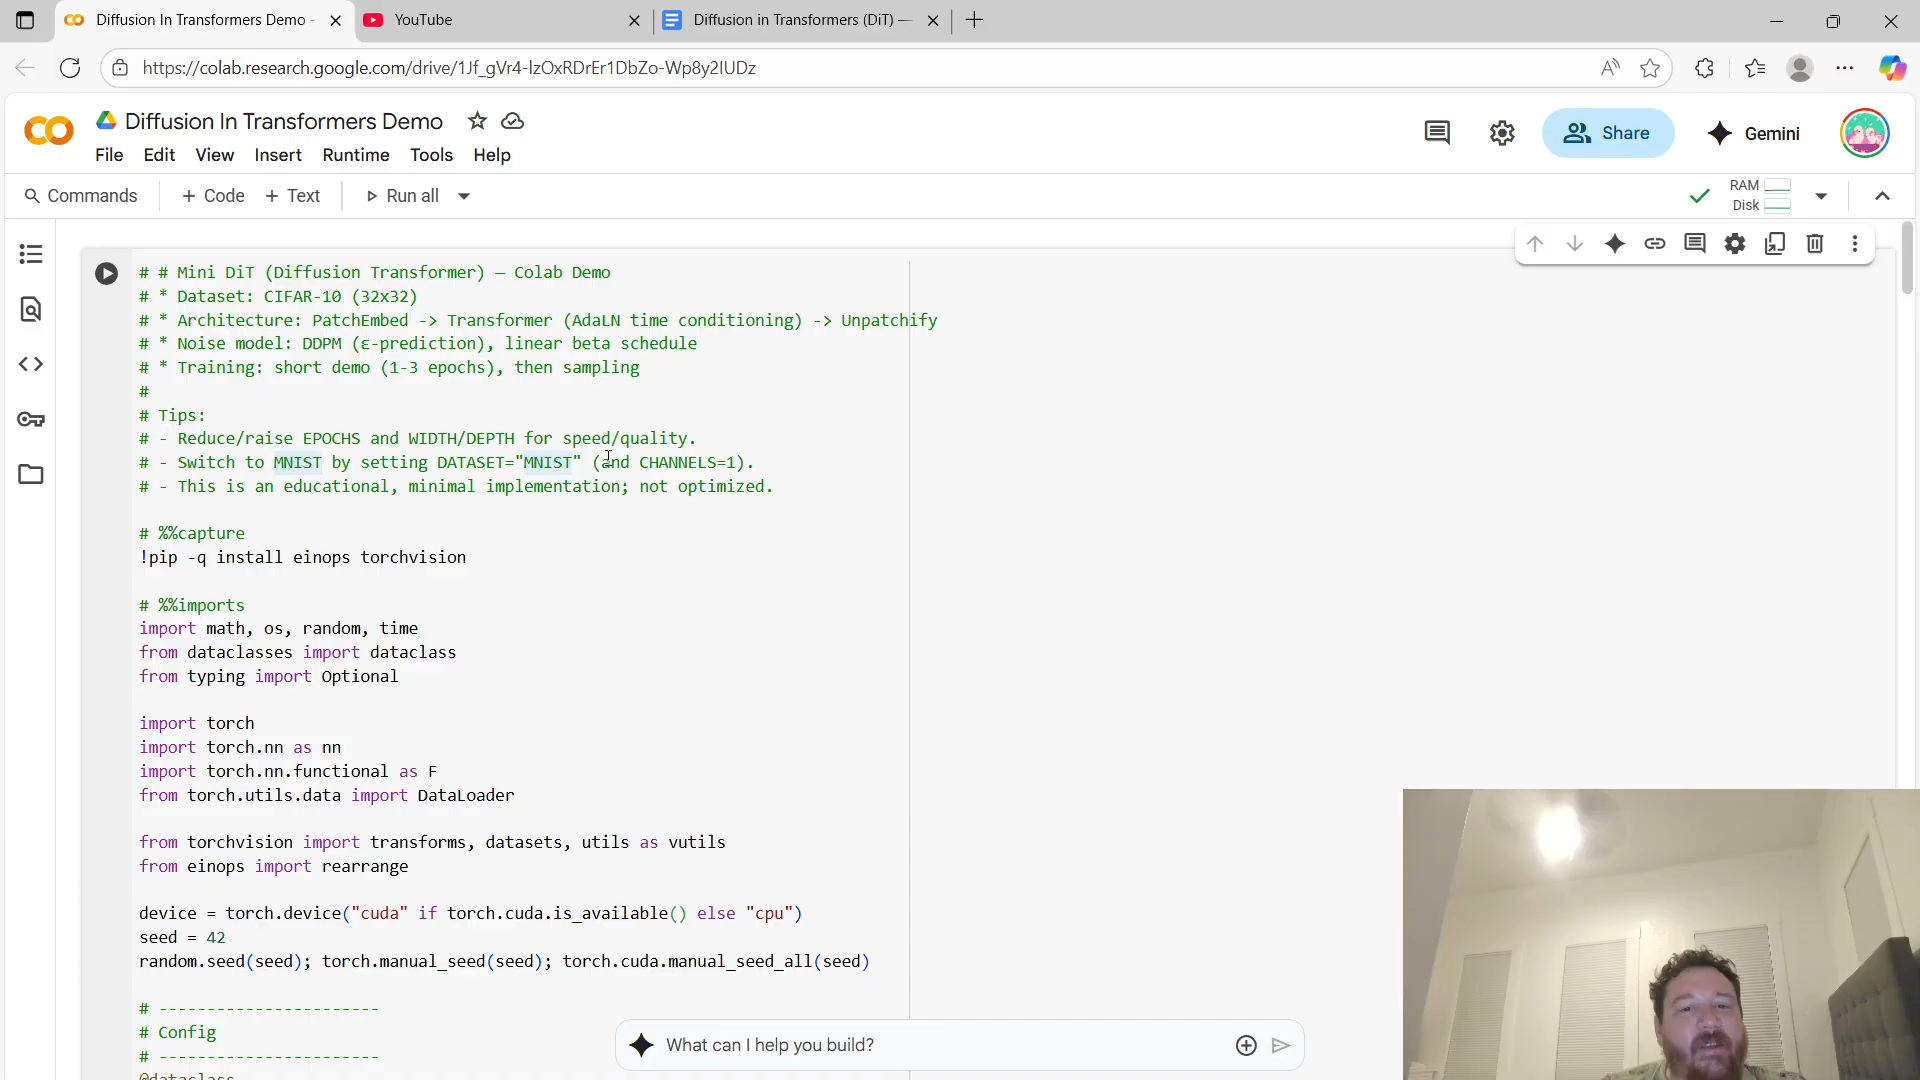 Diffusion In Transformers Demo -
YouTube
Diffusion in Transformers (DiT) —
https://colab.research.google.com/drive/1Jf_gVr4-lzOxRDrEr1DbZo-Wp8y2IUDz
Diffusion In Transformers Demo
Share
Gemini
File Edit View Insert Runtime Tools Help
Commands + Code + Text Run all
RAM
Disk
# # Mini DiT (Diffusion Transformer) — Colab Demo
# * Dataset: CIFAR-10 (32x32)
# * Architecture: PatchEmbed -> Transformer (AdaLN time conditioning) -> Unpatchify
# * Noise model: DDPM (ε-prediction), linear beta schedule
# * Training: short demo (1-3 epochs), then sampling
#
# Tips:
# - Reduce/raise EPOCHS and WIDTH/DEPTH for speed/quality.
# - Switch to MNIST by setting DATASET="MNIST" (and CHANNELS=1).
# - This is an educational, minimal implementation; not optimized.
# %%capture
!pip -q install einops torchvision
# %%imports
import math, os, random, time
from dataclasses import dataclass
from typing import Optional
import torch
import torch.nn as nn
import torch.nn.functional as F
from torch.utils.data import DataLoader
from torchvision import transforms, datasets, utils as vutils
from einops import rearrange
device = torch.device("cuda" if torch.cuda.is_available() else "cpu")
seed = 42
random.seed(seed); torch.manual_seed(seed); torch.cuda.manual_seed_all(seed)
# -----------------------
# Config
# -----------------------
@dataclass
What can I help you build?